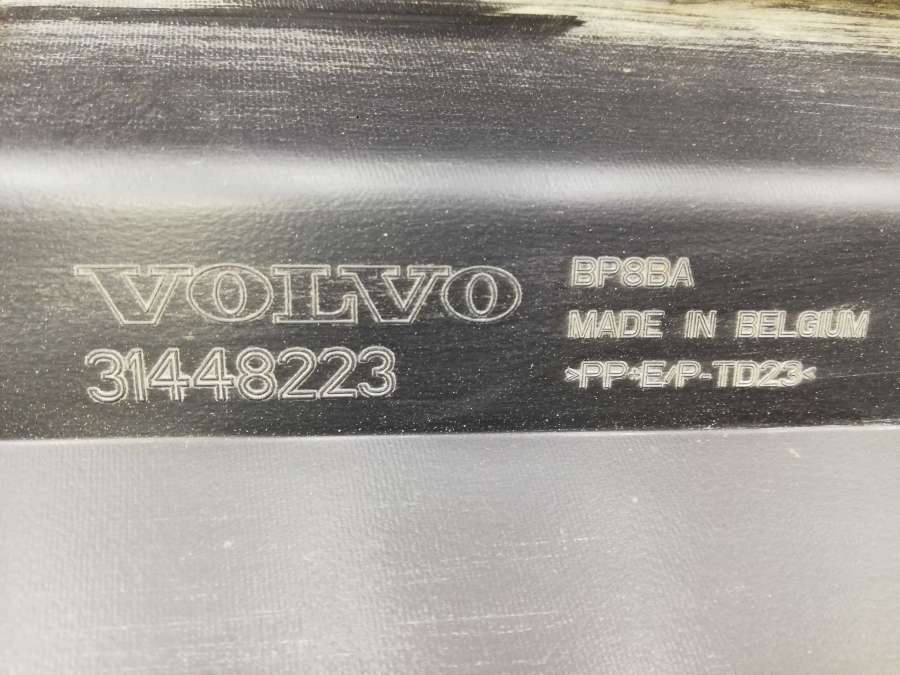 VOLVO
31448223
BP8BA
MADE IN BELGIUM
>PP+E/P-TD23<